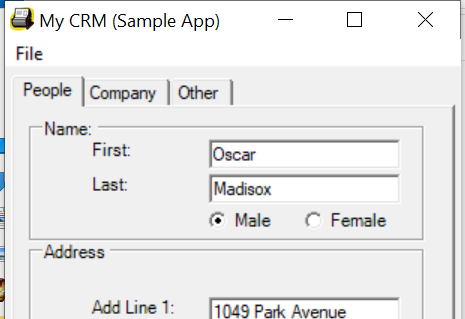 My CRM (Sample App)
File
People Company Other
Name:
First: Oscar
Last: Madisox
Male Female
Address
Add Line 1: 1049 Park Avenue